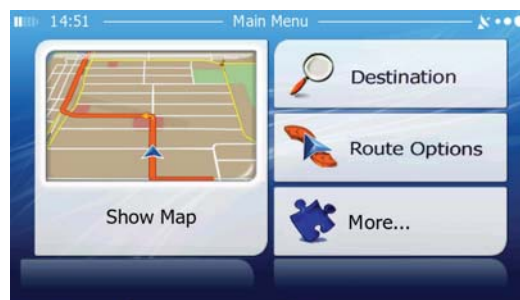 14:51
Main Menu
Show Map
Destination
Route Options
More...